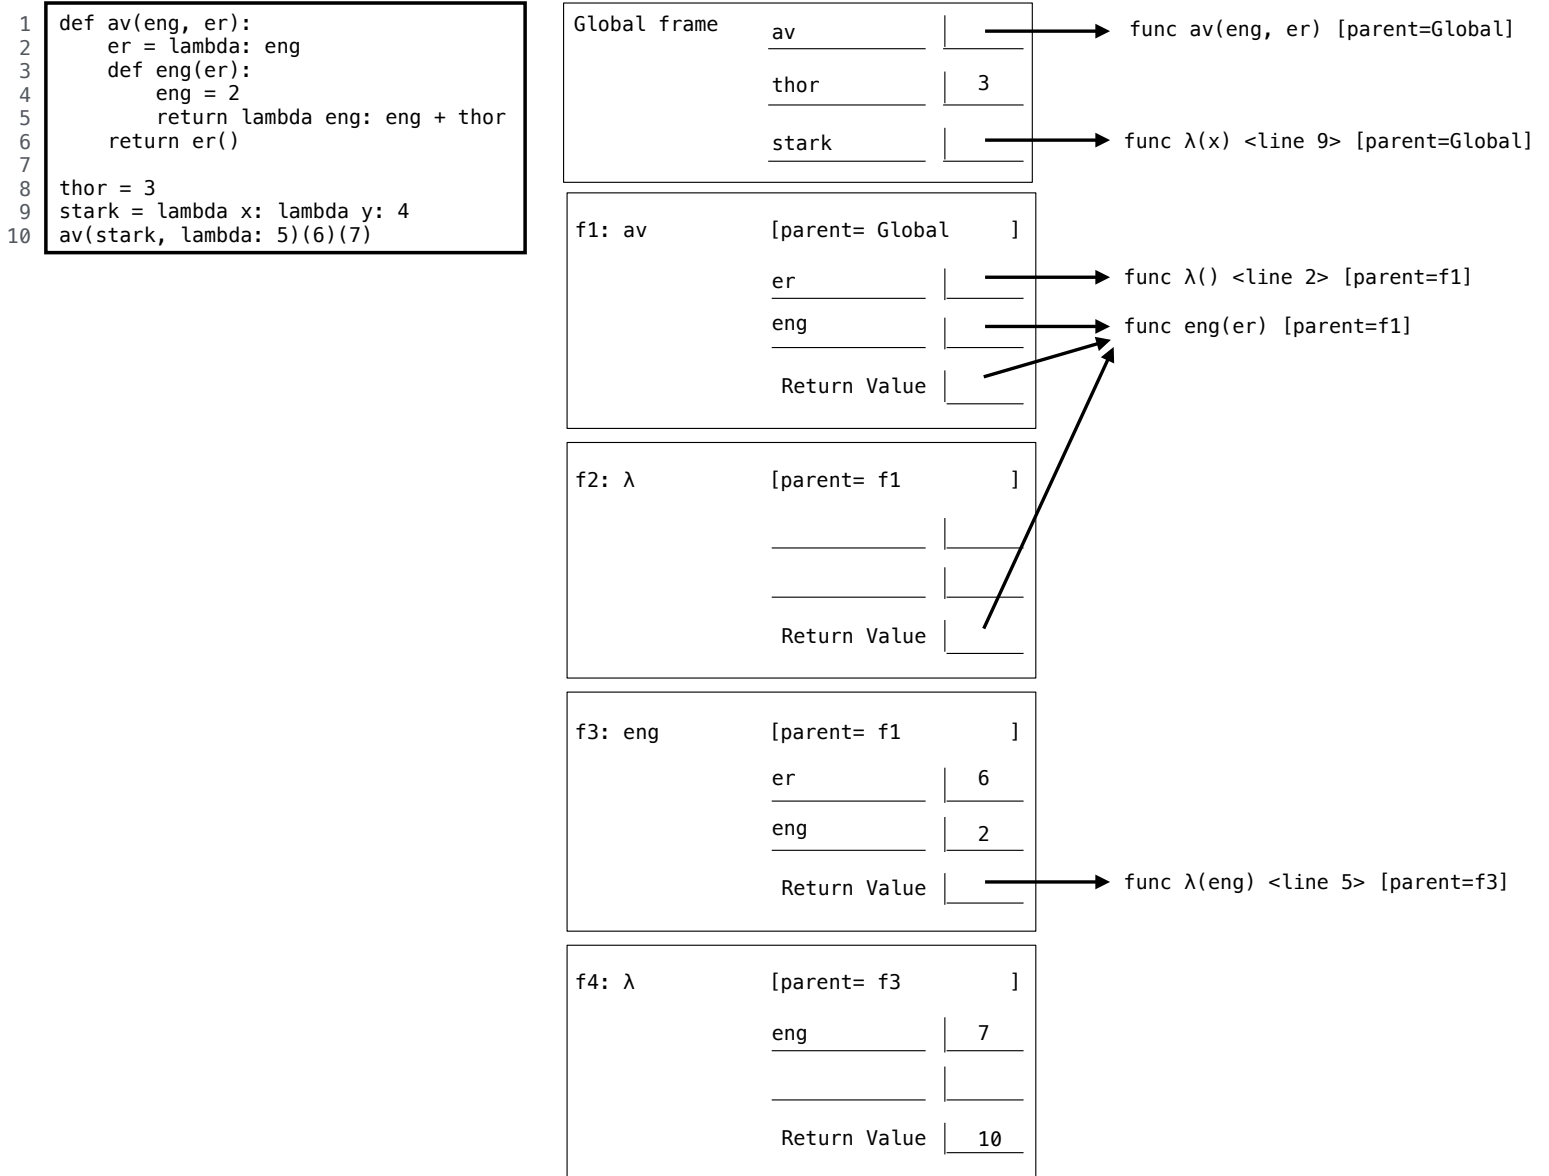 1 def av(eng, er):
2     er = lambda: eng
3     def eng(er):
4         eng = 2
5         return lambda eng: eng + thor
6     return er()
7
8 thor = 3
9 stark = lambda x: lambda y: 4
10 av(stark, lambda: 5)(6)(7)
Global frame
av func av(eng, er) [parent=Global]
thor 3
stark func λ(x) <line 9> [parent=Global]
f1: av [parent= Global ]
er func λ() <line 2> [parent=f1]
eng func eng(er) [parent=f1]
Return Value
f2: λ [parent= f1 ]
Return Value
f3: eng [parent= f1 ]
er 6
eng 2
Return Value func λ(eng) <line 5> [parent=f3]
f4: λ [parent= f3 ]
eng 7
Return Value 10